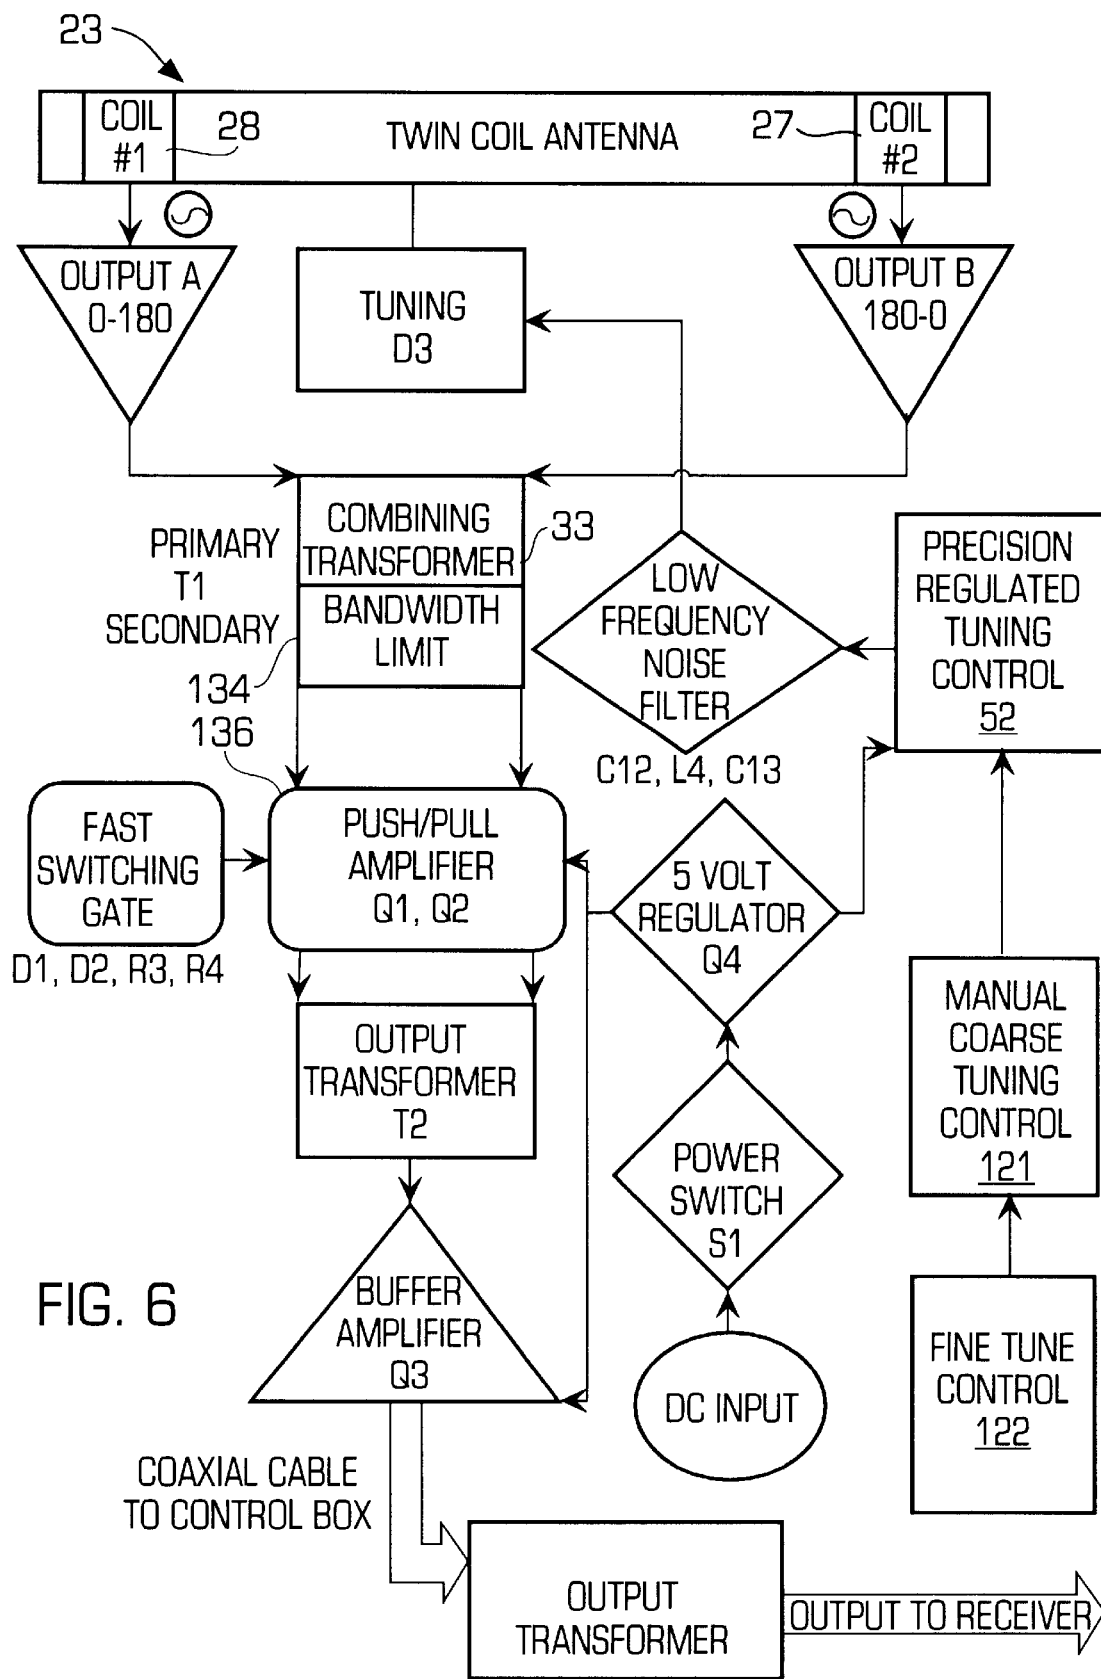 23
COIL
#1
28
TWIN COIL ANTENNA
27
COIL
#2
OUTPUT A
0-180
TUNING
D3
OUTPUT B
180-0
PRIMARY
T1
SECONDARY
COMBINING
TRANSFORMER
33
BANDWIDTH
LIMIT
134
136
LOW
FREQUENCY
NOISE
FILTER
C12, L4, C13
PRECISION
REGULATED
TUNING
CONTROL
52
FAST
SWITCHING
GATE
D1, D2, R3, R4
PUSH/PULL
AMPLIFIER
Q1, Q2
5 VOLT
REGULATOR
Q4
MANUAL
COARSE
TUNING
CONTROL
121
OUTPUT
TRANSFORMER
T2
POWER
SWITCH
S1
FIG. 6
BUFFER
AMPLIFIER
Q3
DC INPUT
FINE TUNE
CONTROL
122
COAXIAL CABLE
TO CONTROL BOX
OUTPUT
TRANSFORMER
OUTPUT TO RECEIVER